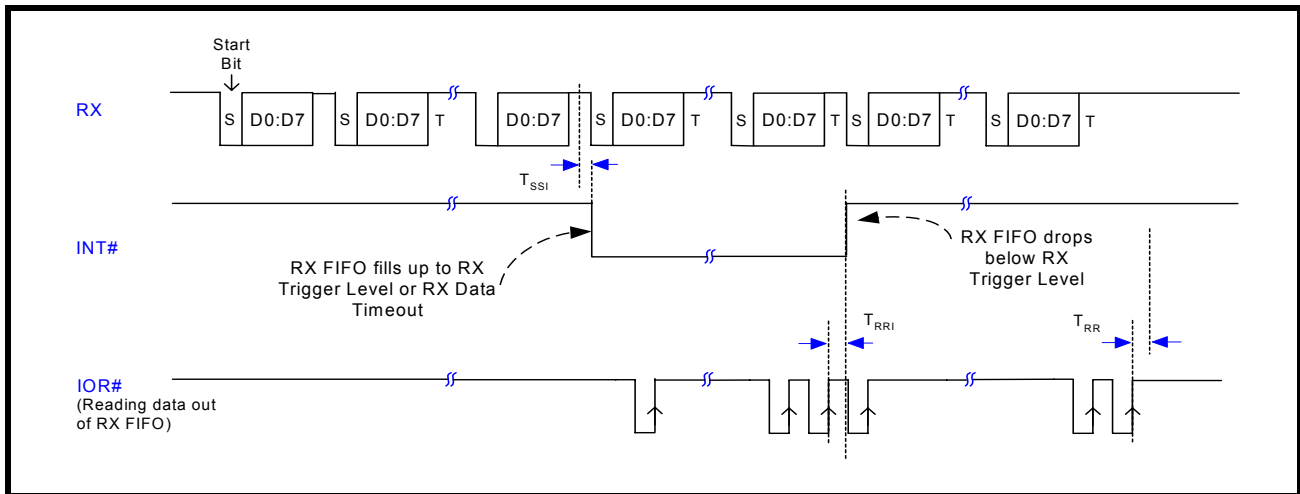 Start
Bit
RX
S D0:D7 S D0:D7 T D0:D7 S D0:D7 T S D0:D7 T S D0:D7 T S D0:D7 T
TSSI
INT#
RX FIFO fills up to RX
Trigger Level or RX Data
Timeout
RX FIFO drops
below RX
Trigger Level
TRRI
TRR
IOR#
(Reading data out
of RX FIFO)